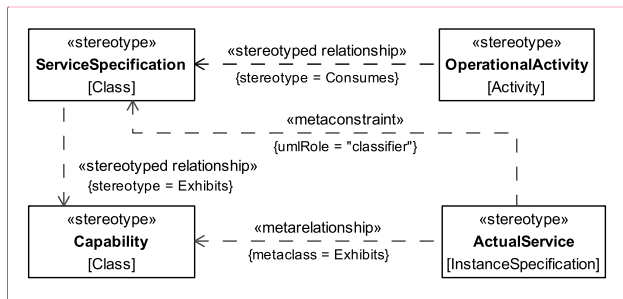 «stereotype»
ServiceSpecification
[Class]
«stereotyped relationship»
{stereotype = Consumes}
«stereotype»
OperationalActivity
[Activity]
«metaconstraint»
{umlRole = "classifier"}
«stereotyped relationship»
{stereotype = Exhibits}
«stereotype»
Capability
[Class]
«metarelationship»
{metaclass = Exhibits}
«stereotype»
ActualService
[InstanceSpecification]